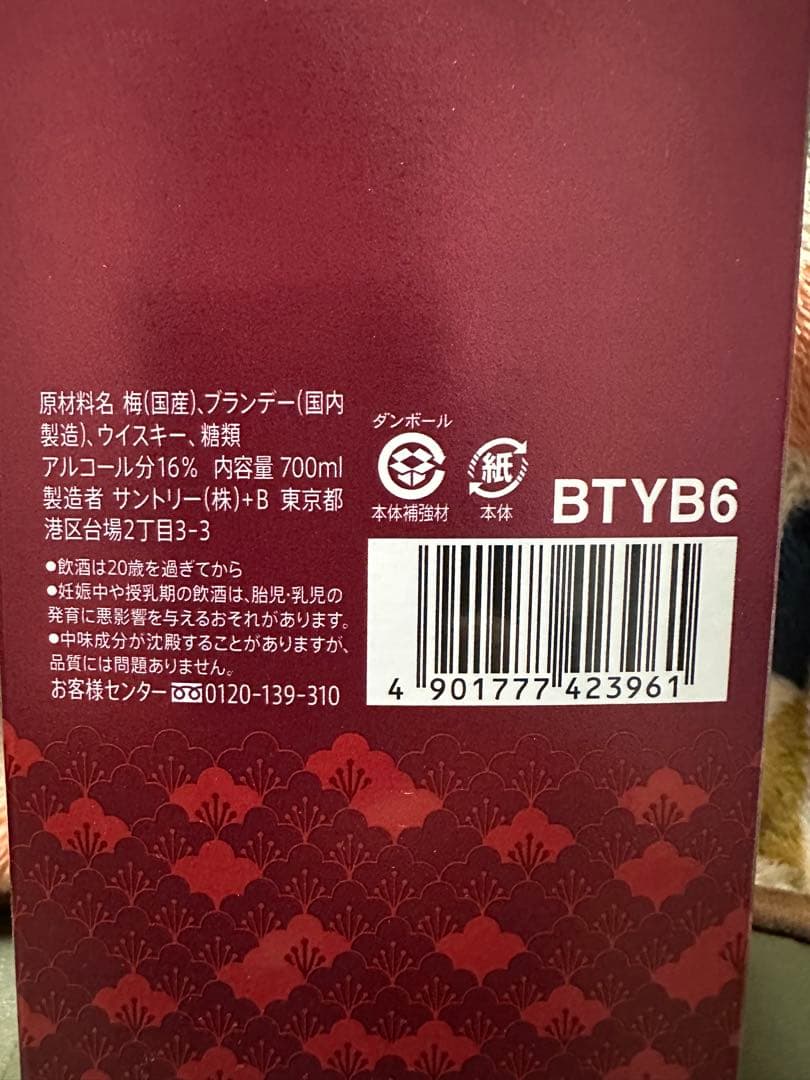 原材料名 梅(国産)、ブランデー(国内
製造)、ウイスキー、糖類
アルコール分16% 内容量 700ml
製造者 サントリー(株)+B 東京都
港区台場2丁目3-3
●飲酒は20歳を過ぎてから
●妊娠中や授乳期の飲酒は、胎児・乳児の
発育に悪影響を与えるおそれがあります。
●中味成分が沈殿することがありますが、
品質には問題ありません。
お客様センター 0120-139-310
ダンボール
本体補強材
紙
本体
BTYB6
4 901777 423961